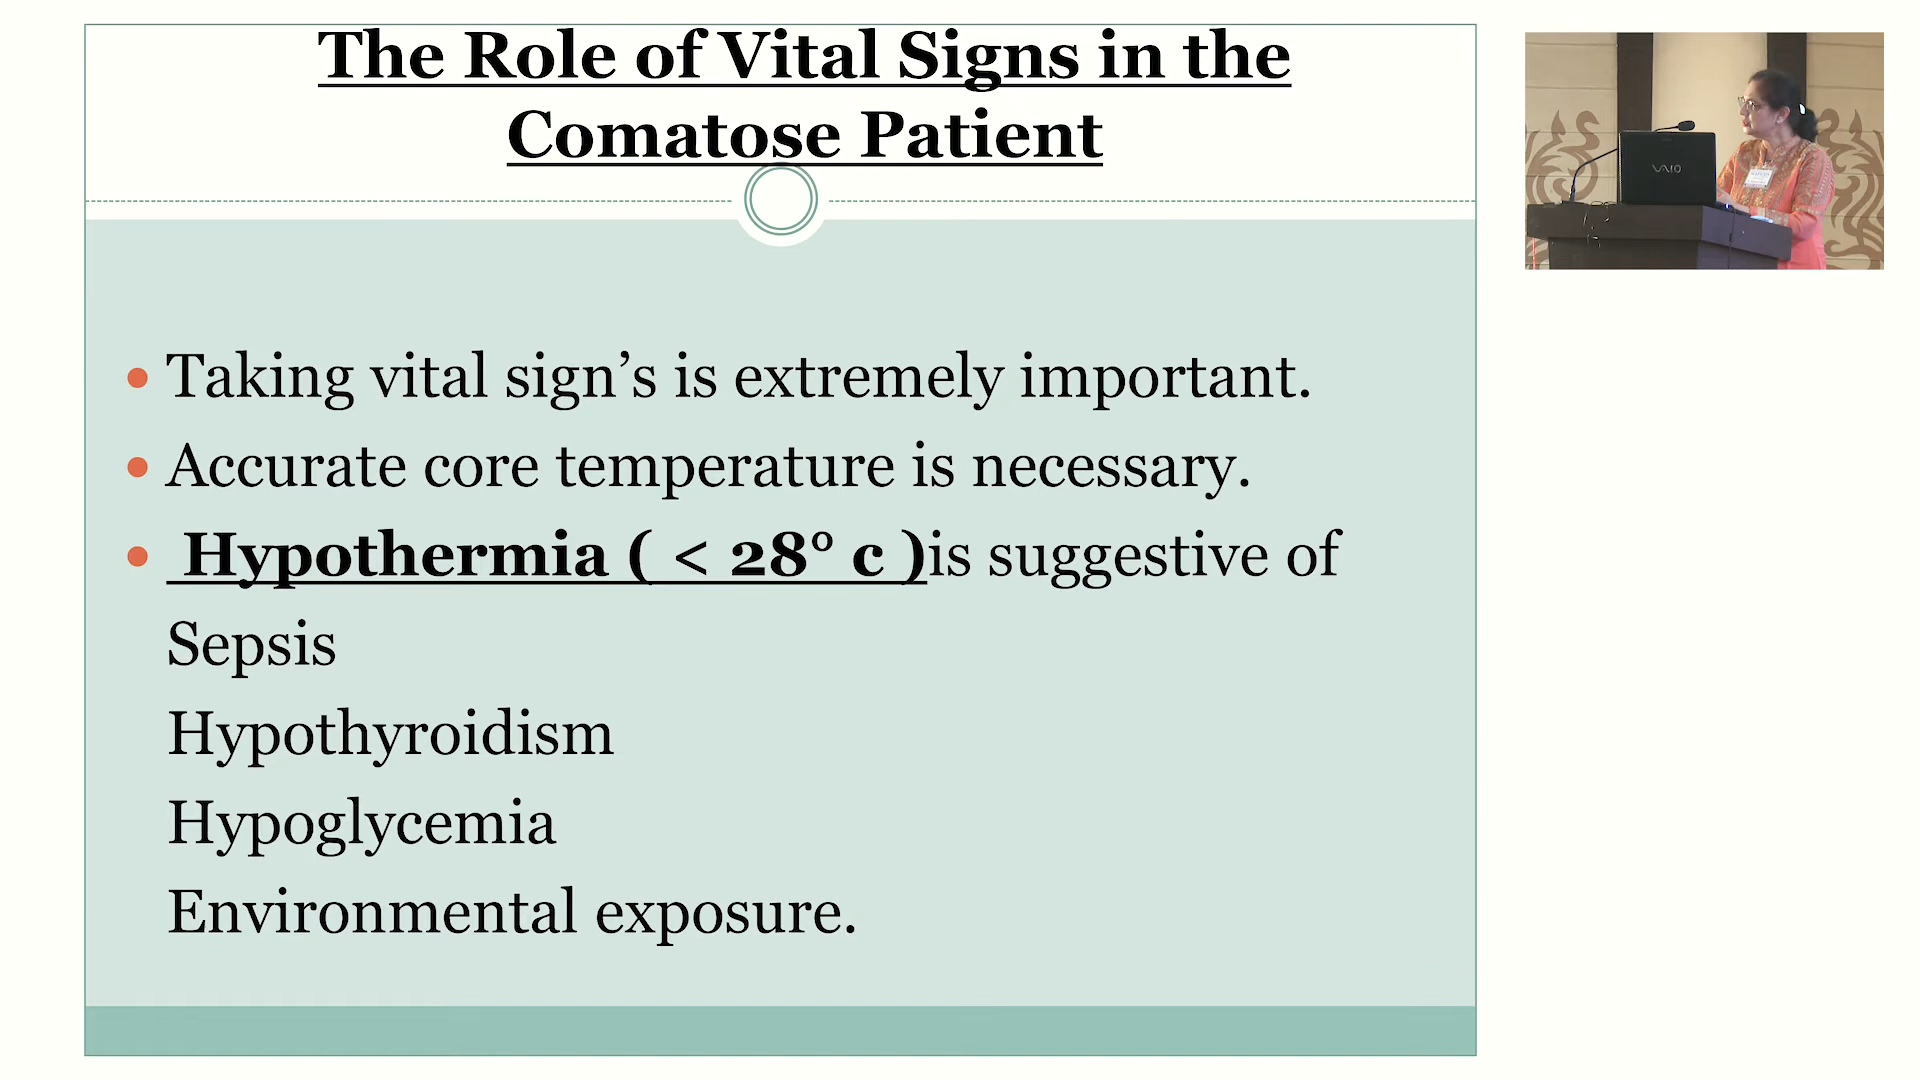 The Role of Vital Signs in the
Comatose Patient
• Taking vital sign’s is extremely important.
• Accurate core temperature is necessary.
• Hypothermia ( < 28° c )is suggestive of
Sepsis
Hypothyroidism
Hypoglycemia
Environmental exposure.
VAIO